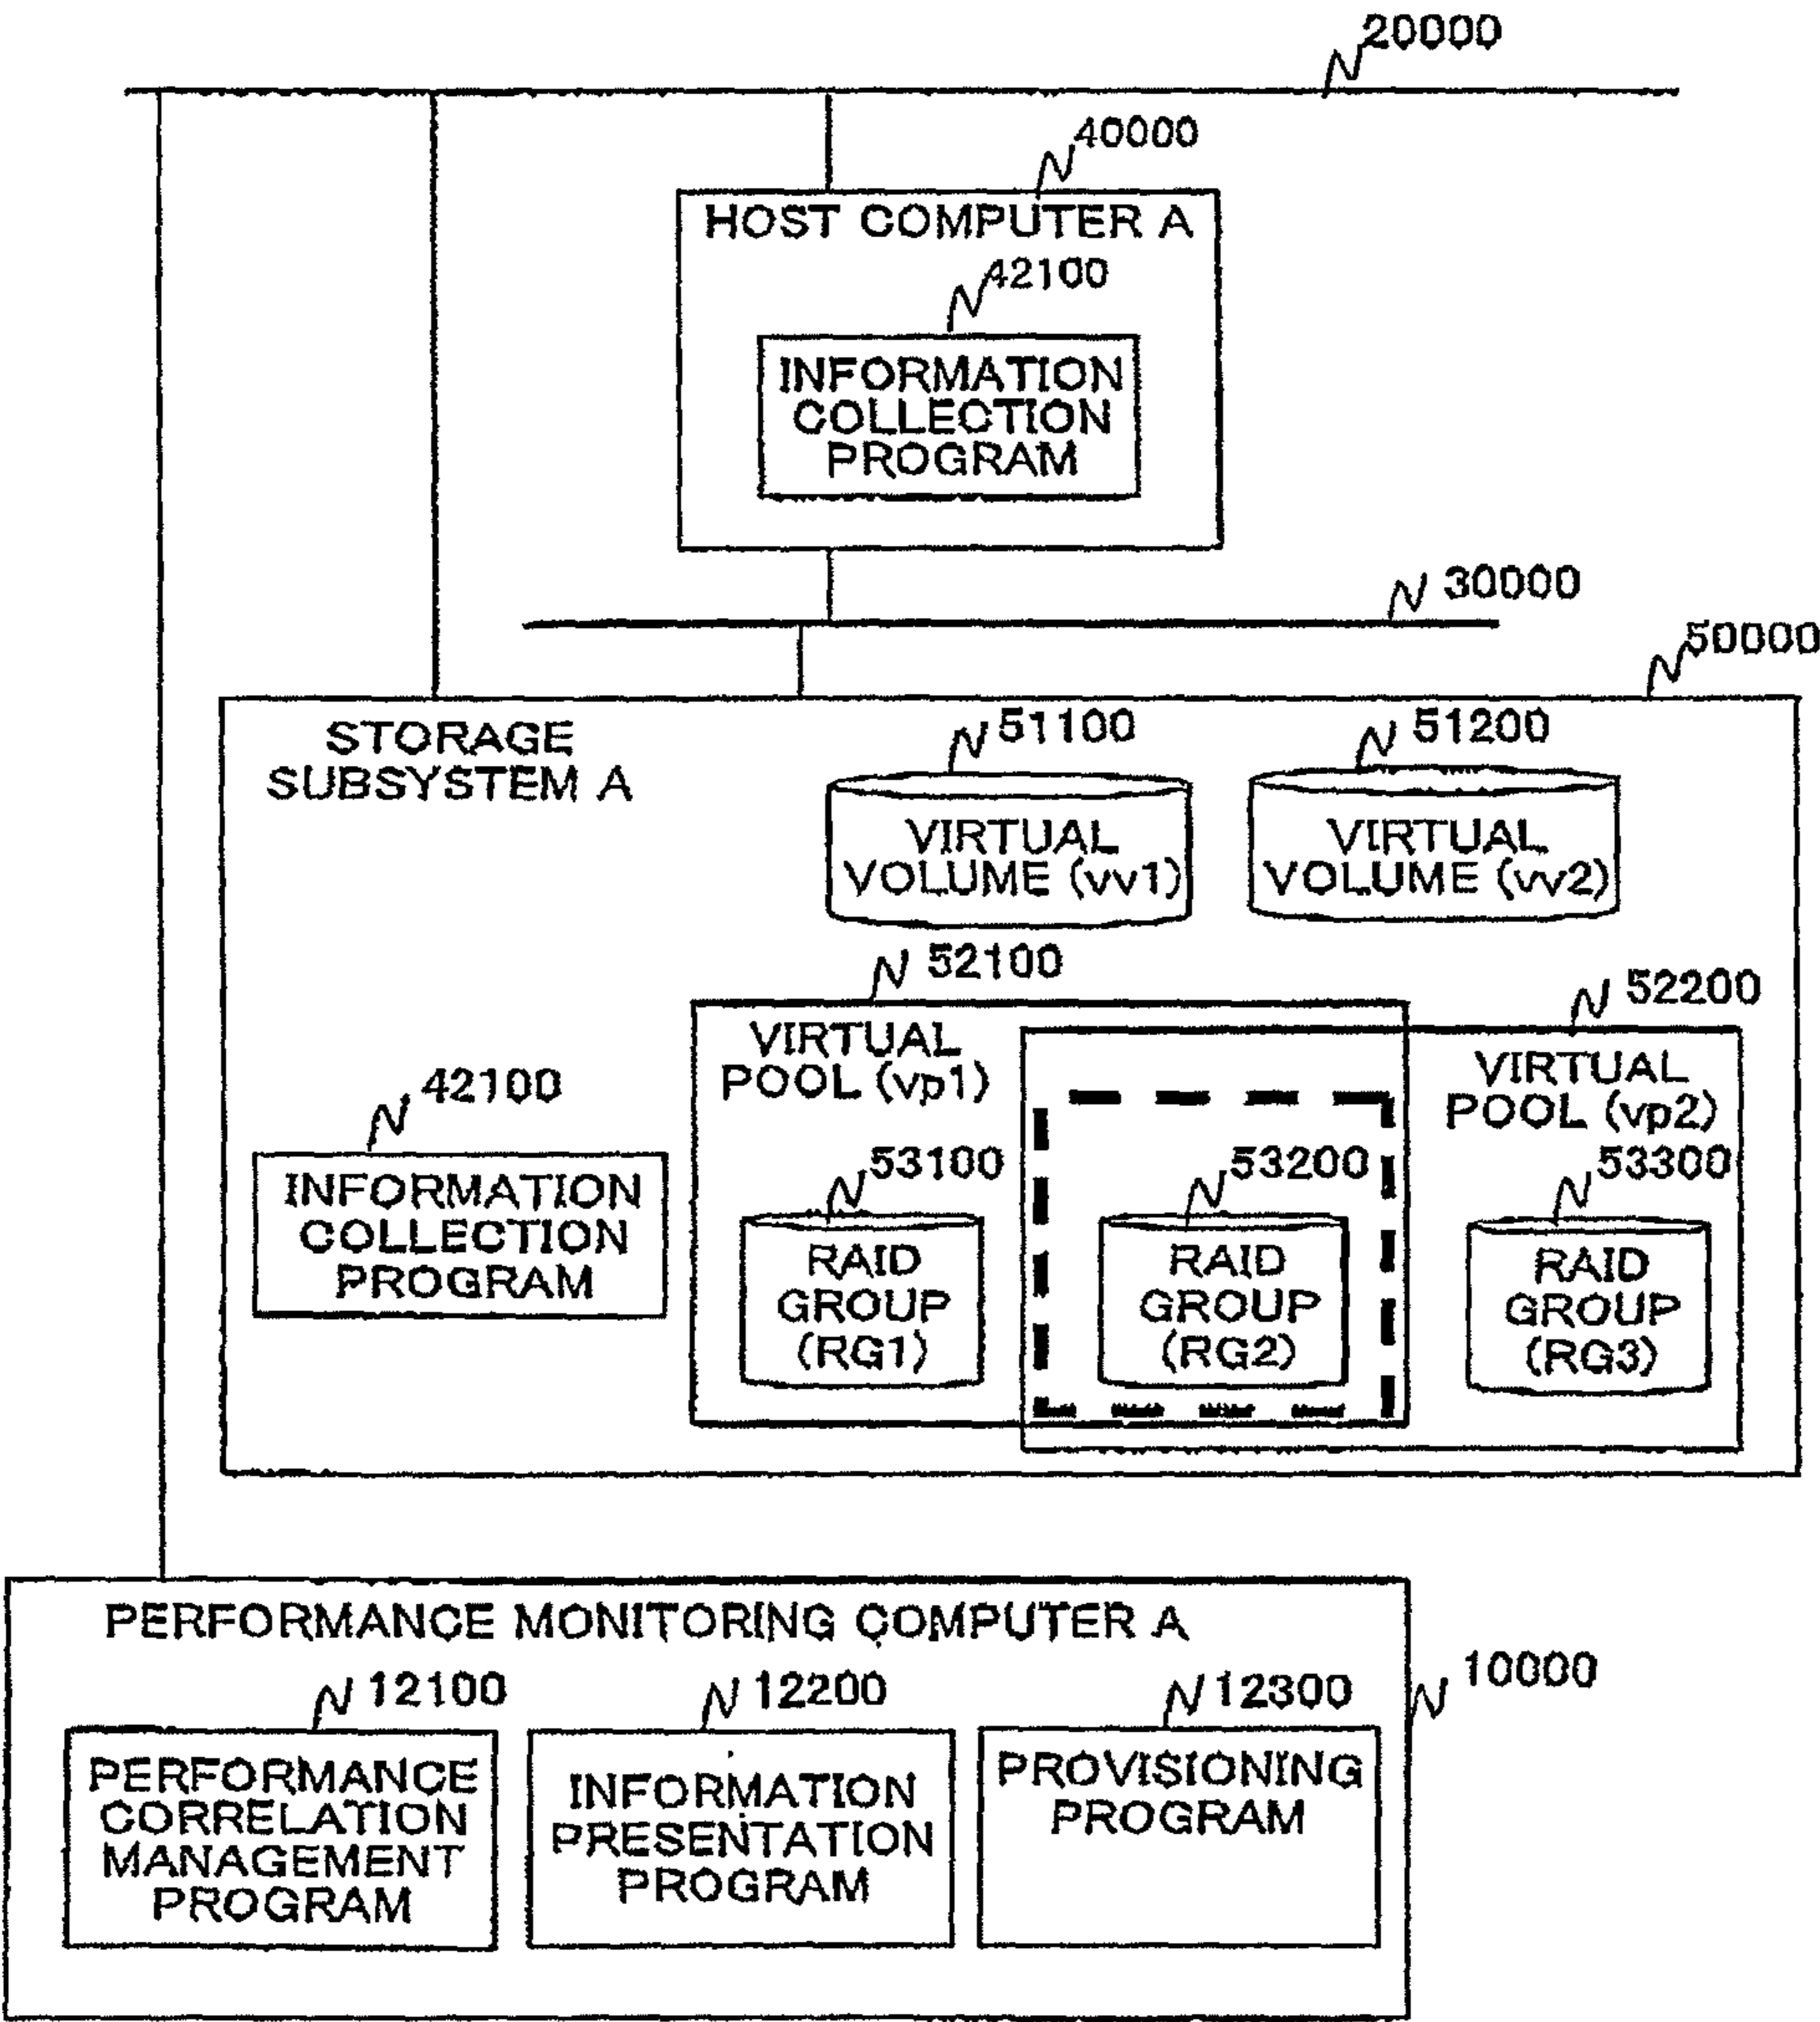 20000
40000
HOST COMPUTER A
42100
INFORMATION
COLLECTION
PROGRAM
30000
50000
STORAGE
SUBSYSTEM A
51100
51200
VIRTUAL
VOLUME (vv1)
VIRTUAL
VOLUME (vv2)
52100
52200
VIRTUAL
POOL (vp1)
VIRTUAL
POOL (vp2)
42100
INFORMATION
COLLECTION
PROGRAM
53100
53200
53300
RAID
GROUP
(RG1)
RAID
GROUP
(RG2)
RAID
GROUP
(RG3)
PERFORMANCE MONITORING COMPUTER A
10000
12100
12200
12300
PERFORMANCE
CORRELATION
MANAGEMENT
PROGRAM
INFORMATION
PRESENTATION
PROGRAM
PROVISIONING
PROGRAM